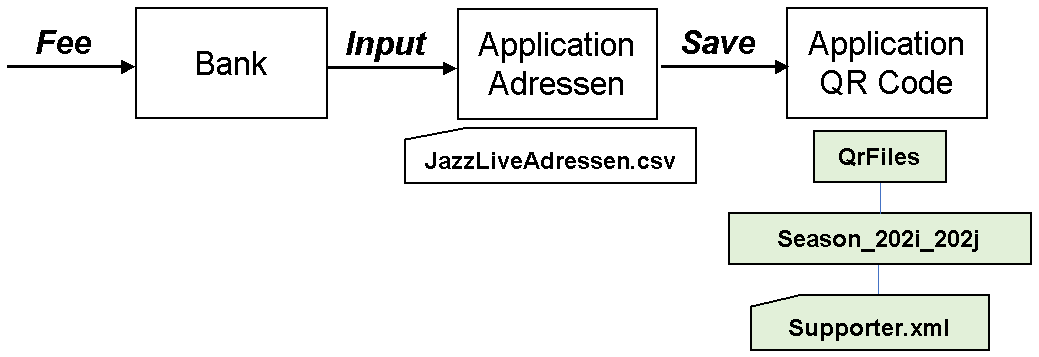 Fee
Bank
Input
Application
Adressen
Save
Application
QR Code
JazzLiveAdressen.csv
QrFiles
Season_202i_202j
Supporter.xml